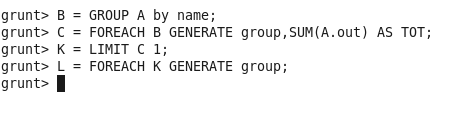 grunt> B = GROUP A by name;
grunt> C = FOREACH B GENERATE group,SUM(A.out) AS TOT;
grunt> K = LIMIT C 1;
grunt> L = FOREACH K GENERATE group;
grunt>